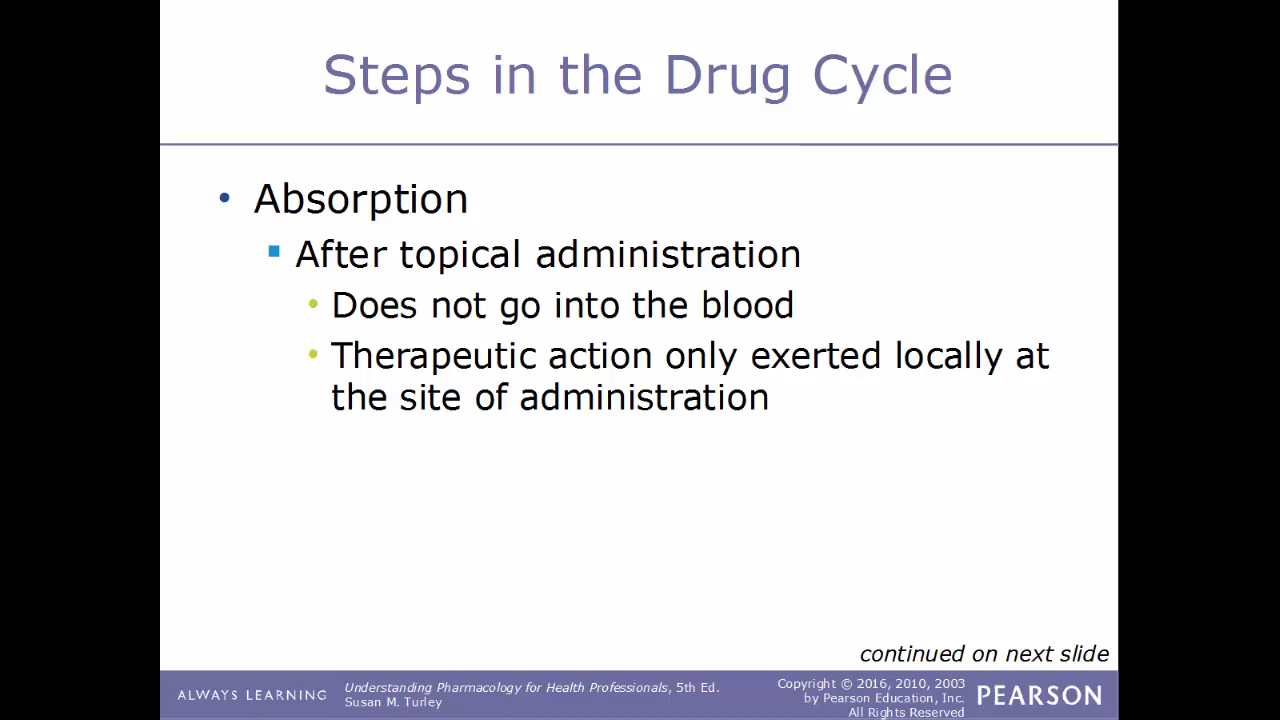 Steps in the Drug Cycle
• Absorption
▪ After topical administration
• Does not go into the blood
• Therapeutic action only exerted locally at
the site of administration
continued on next slide
ALWAYS LEARNING
Understanding Pharmacology for Health Professionals, 5th Ed.
Susan M. Turley
Copyright © 2016, 2010, 2003
by Pearson Education, Inc.
All Rights Reserved
PEARSON